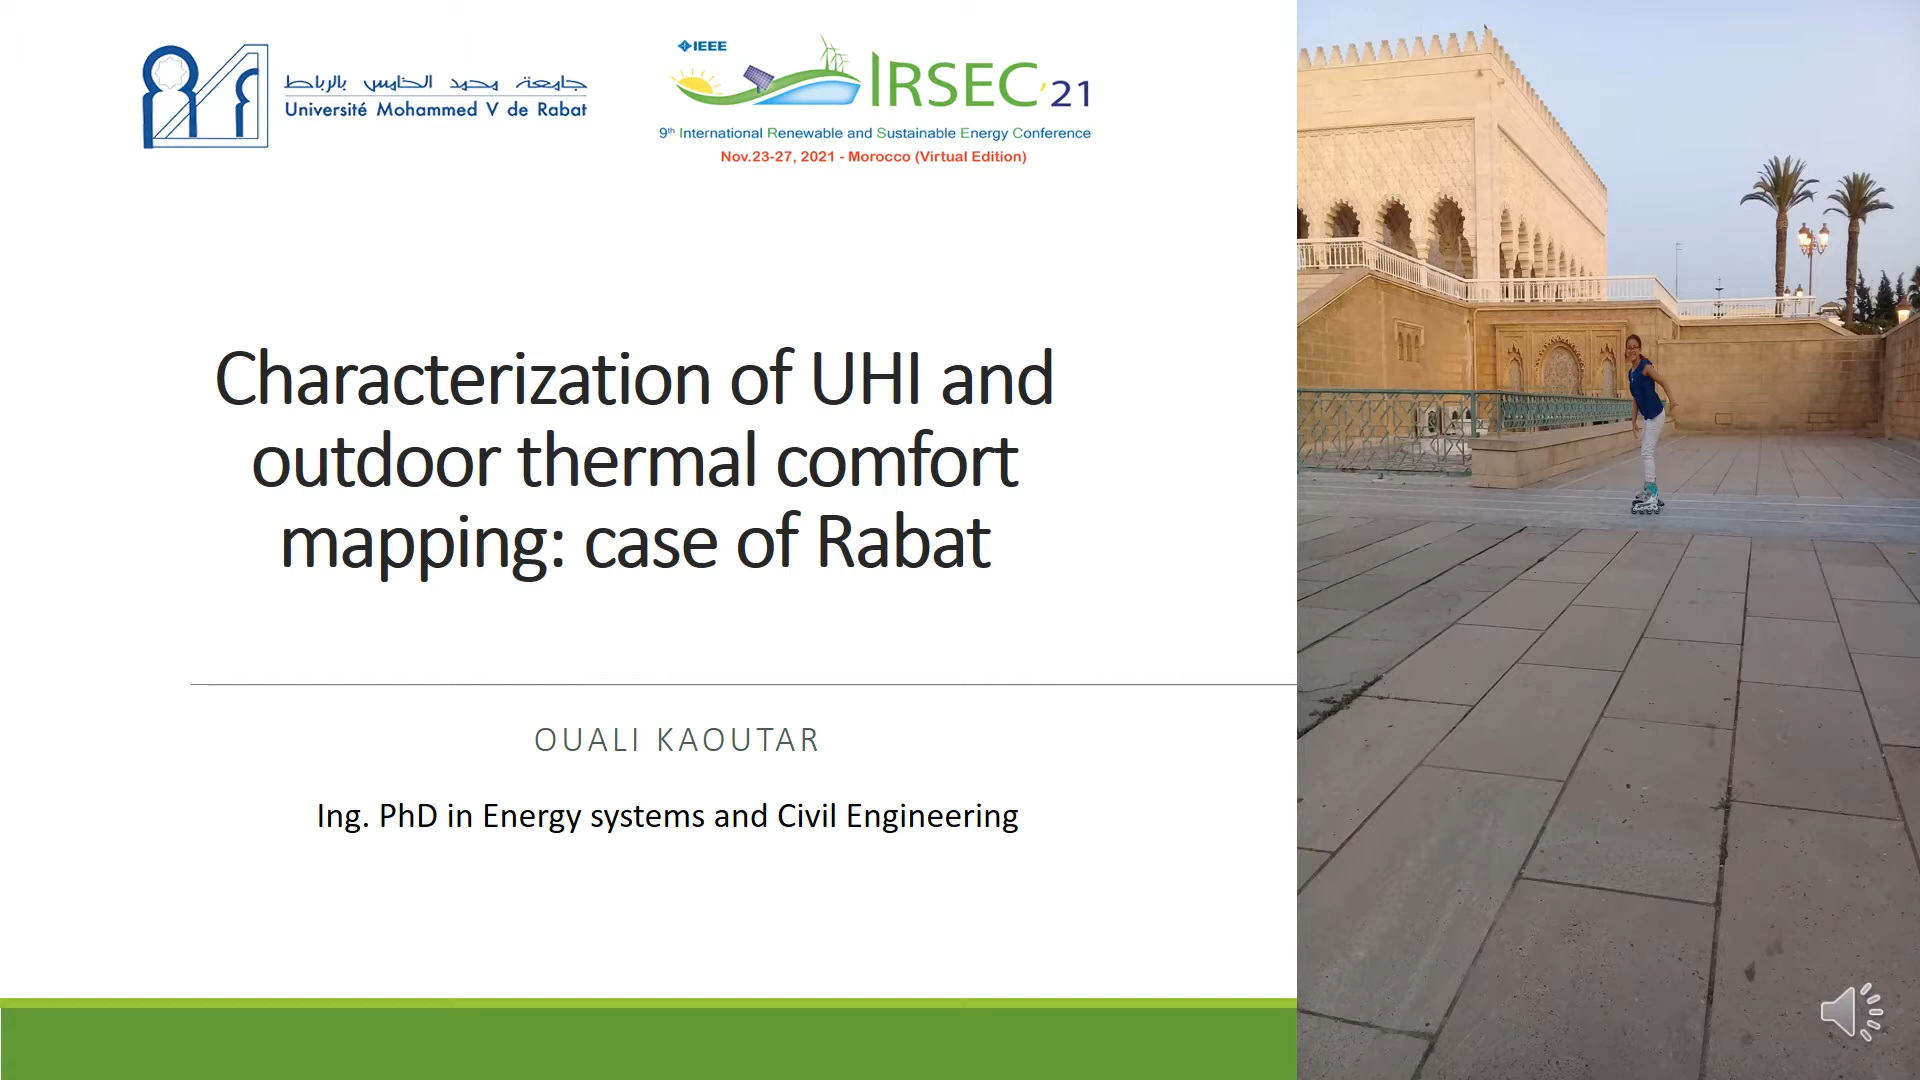 جامعة محمد الخامس بالرباط
Université Mohammed V de Rabat
IEEE
IRSEC '21
9th International Renewable and Sustainable Energy Conference
Nov.23-27, 2021 - Morocco (Virtual Edition)
Characterization of UHI and
outdoor thermal comfort
mapping: case of Rabat
OUALI KAOUTAR
Ing. PhD in Energy systems and Civil Engineering